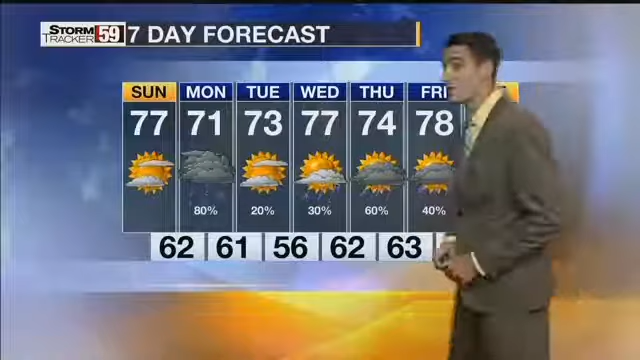 STORM
TRACKER 59
7 DAY FORECAST
SUN MON TUE WED THU FRI
77 71 73 77 74 78
80% 20% 30% 60% 40%
62 61 56 62 63